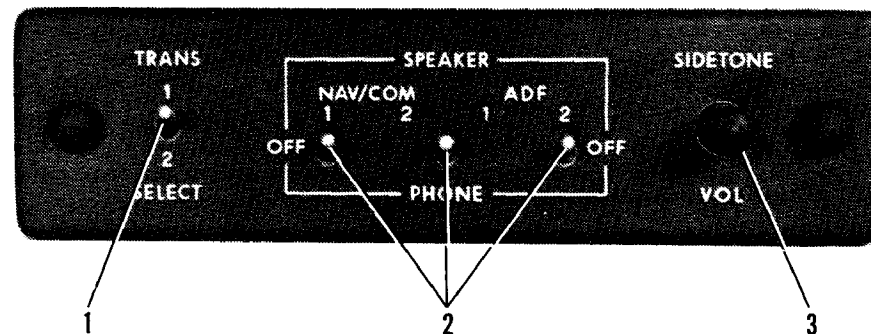 TRANS
1
2
SELECT
SPEAKER
NAV/COM
ADF
1 2 1 2
OFF OFF
PHONE
SIDETONE
VOL
1 2 3